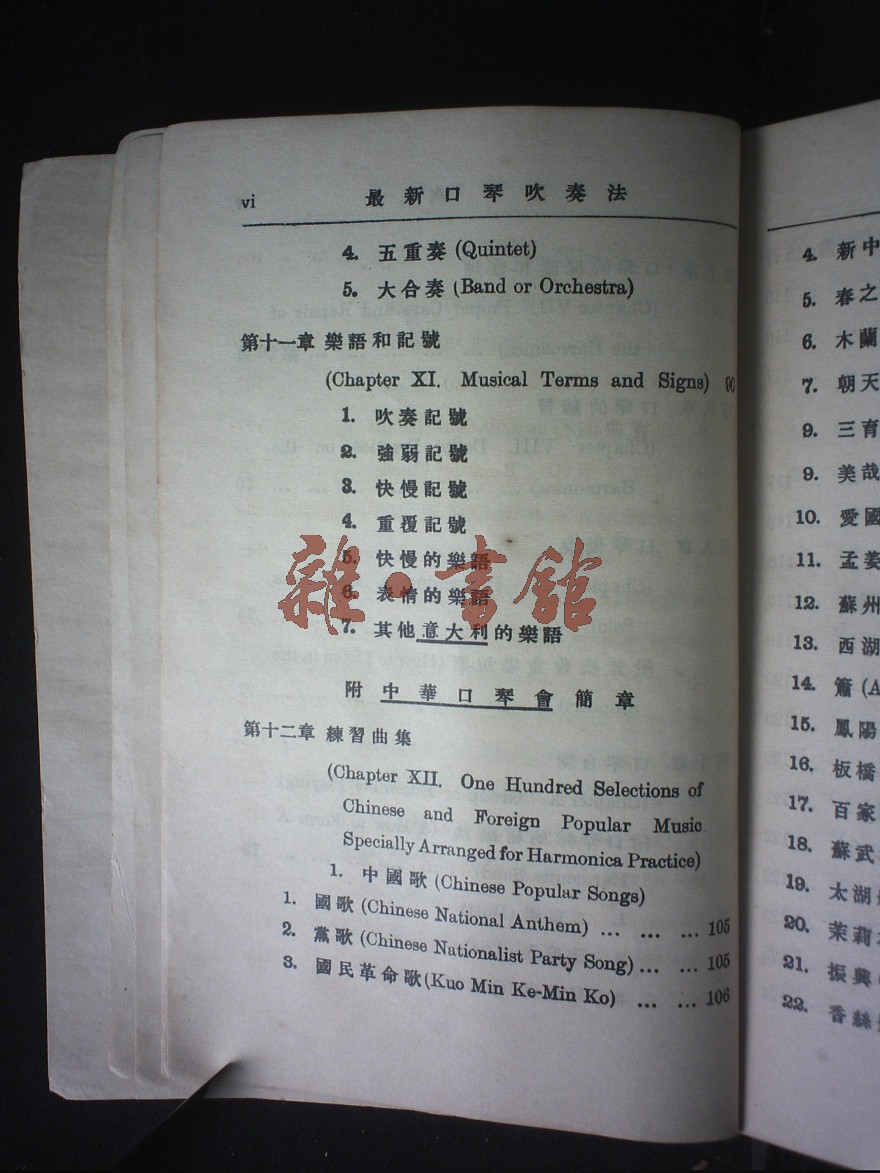 vi 最新口琴吹奏法
4. 五重奏 (Quintet)
5. 大合奏 (Band or Orchestra)
第十一章 樂語和記號
(Chapter XI. Musical Terms and Signs)
1. 吹奏記號
2. 強弱記號
3. 快慢記號
4. 重覆記號
5. 快慢的樂語
6. 表情的樂語
7. 其他意大利的樂語
雜·書館
附中華口琴會簡章
第十二章 練習曲集
(Chapter XII. One Hundred Selections of
Chinese and Foreign Popular Music
Specially Arranged for Harmonica Practice)
1. 中國歌 (Chinese Popular Songs)
1. 國歌 (Chinese National Anthem) ... ... ... 105
2. 黨歌 (Chinese Nationalist Party Song) ... ... 105
3. 國民革命歌 (Kuo Min Ke-Min Ko) ... ... 106
4. 新中
5. 春之
6. 木蘭
7. 朝天
9. 三育
9. 美哉
10. 愛國
11. 孟姜
12. 蘇州
13. 西湖
14. 簫 (A
15. 鳳陽
16. 板橋
17. 百家
18. 蘇武
19. 太湖
20. 茉莉
21. 振興
22. 香絲